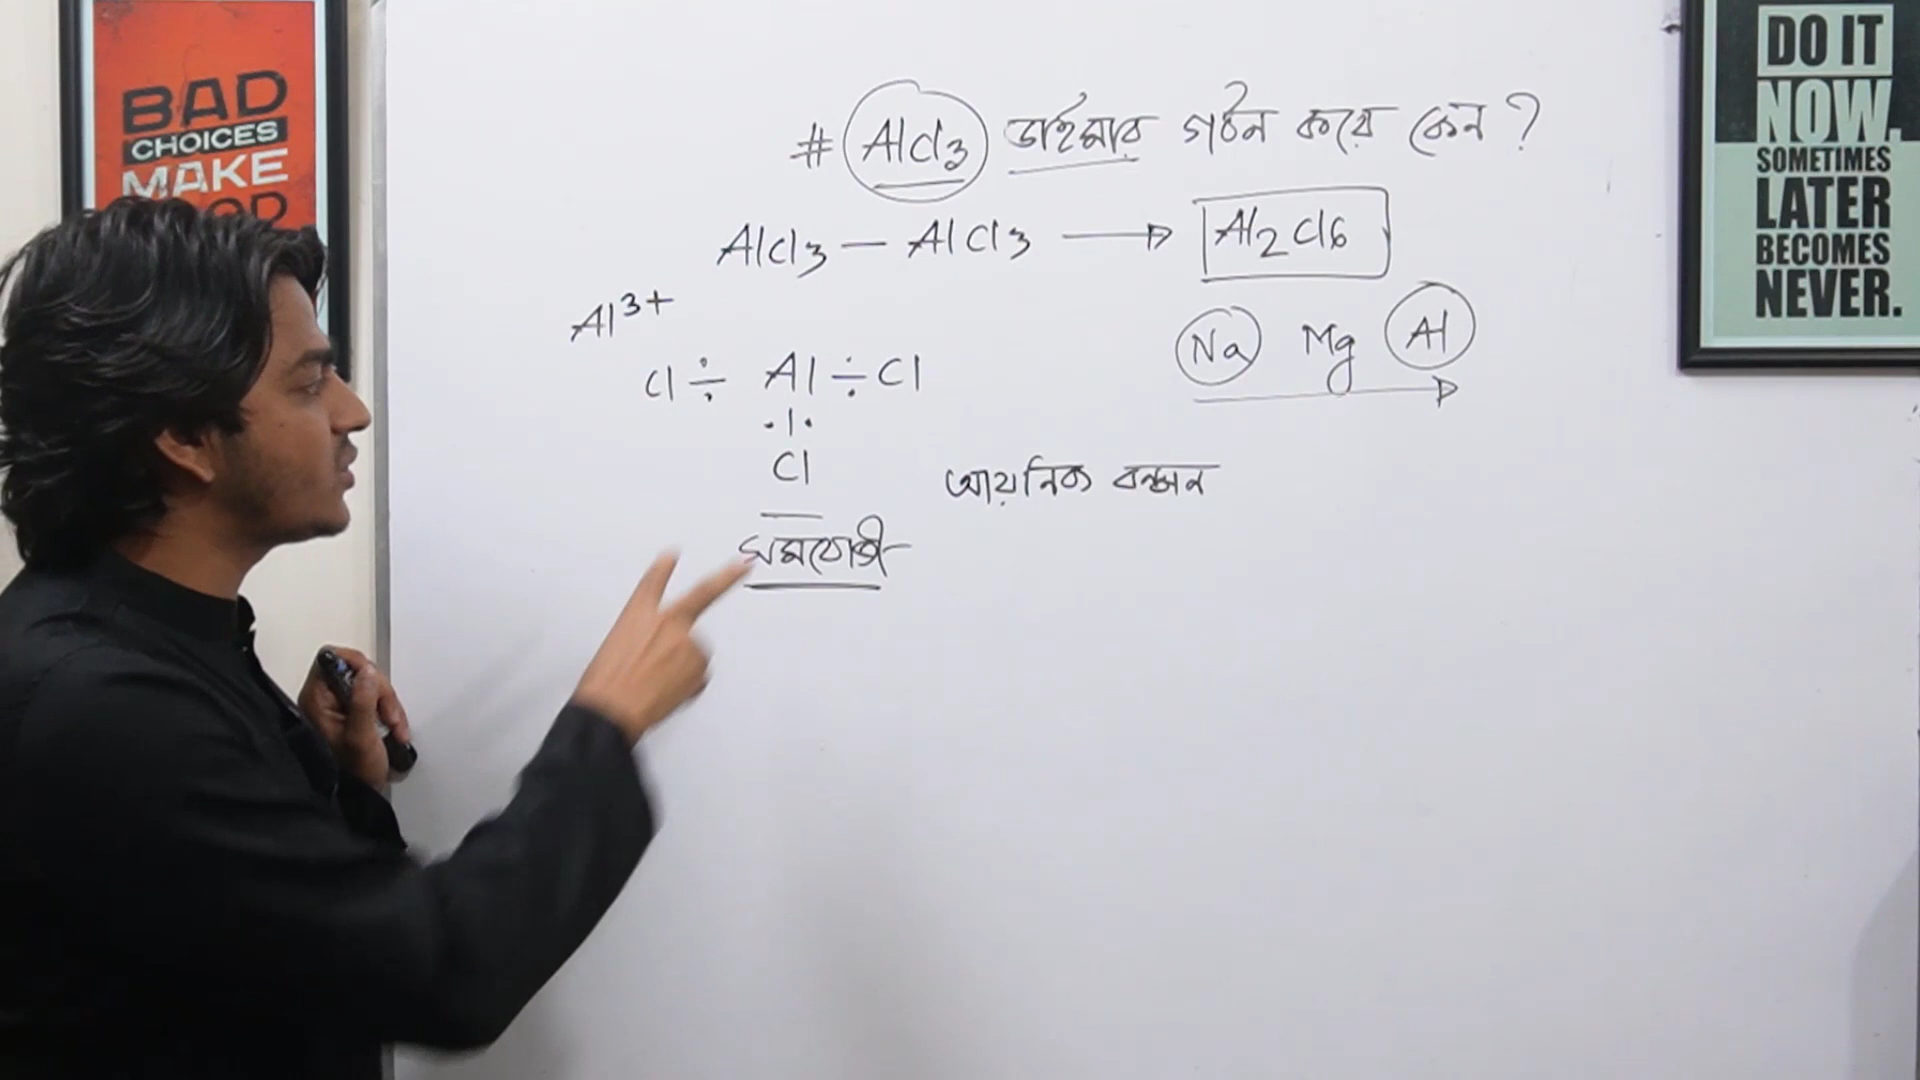 BAD
CHOICES
MAKE
GOOD
# AlCl3 ডাইমার গঠন করে কেন ?
AlCl3 — AlCl3 → Al2Cl6
Al3+
Na Mg Al
Cl ÷ Al ÷ Cl
Cl
আয়নিক বন্ধন
সমযোজী
DO IT
NOW.
SOMETIMES
LATER
BECOMES
NEVER.